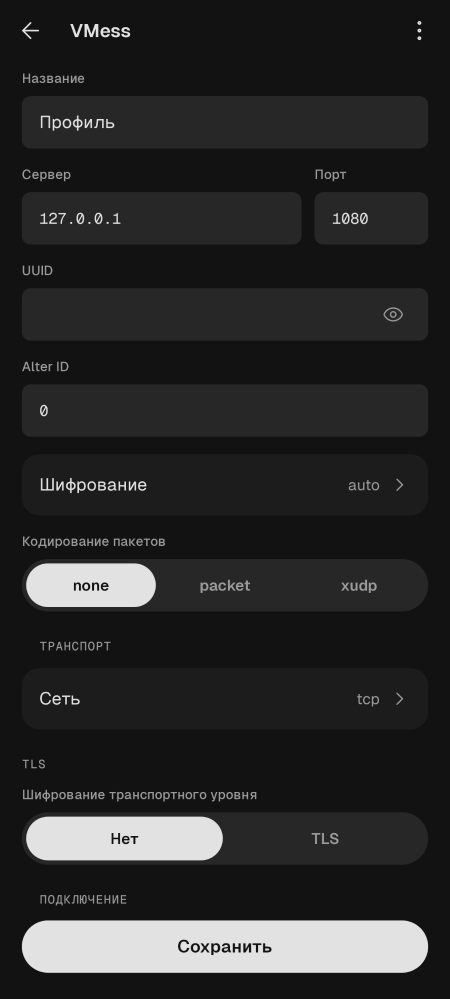 VMess
Название
Профиль
Сервер
Порт
127.0.0.1
1080
UUID
Alter ID
0
Шифрование
auto
Кодирование пакетов
none
packet
xudp
ТРАНСПОРТ
Сеть
tcp
TLS
Шифрование транспортного уровня
Нет
TLS
ПОДКЛЮЧЕНИЕ
Сохранить